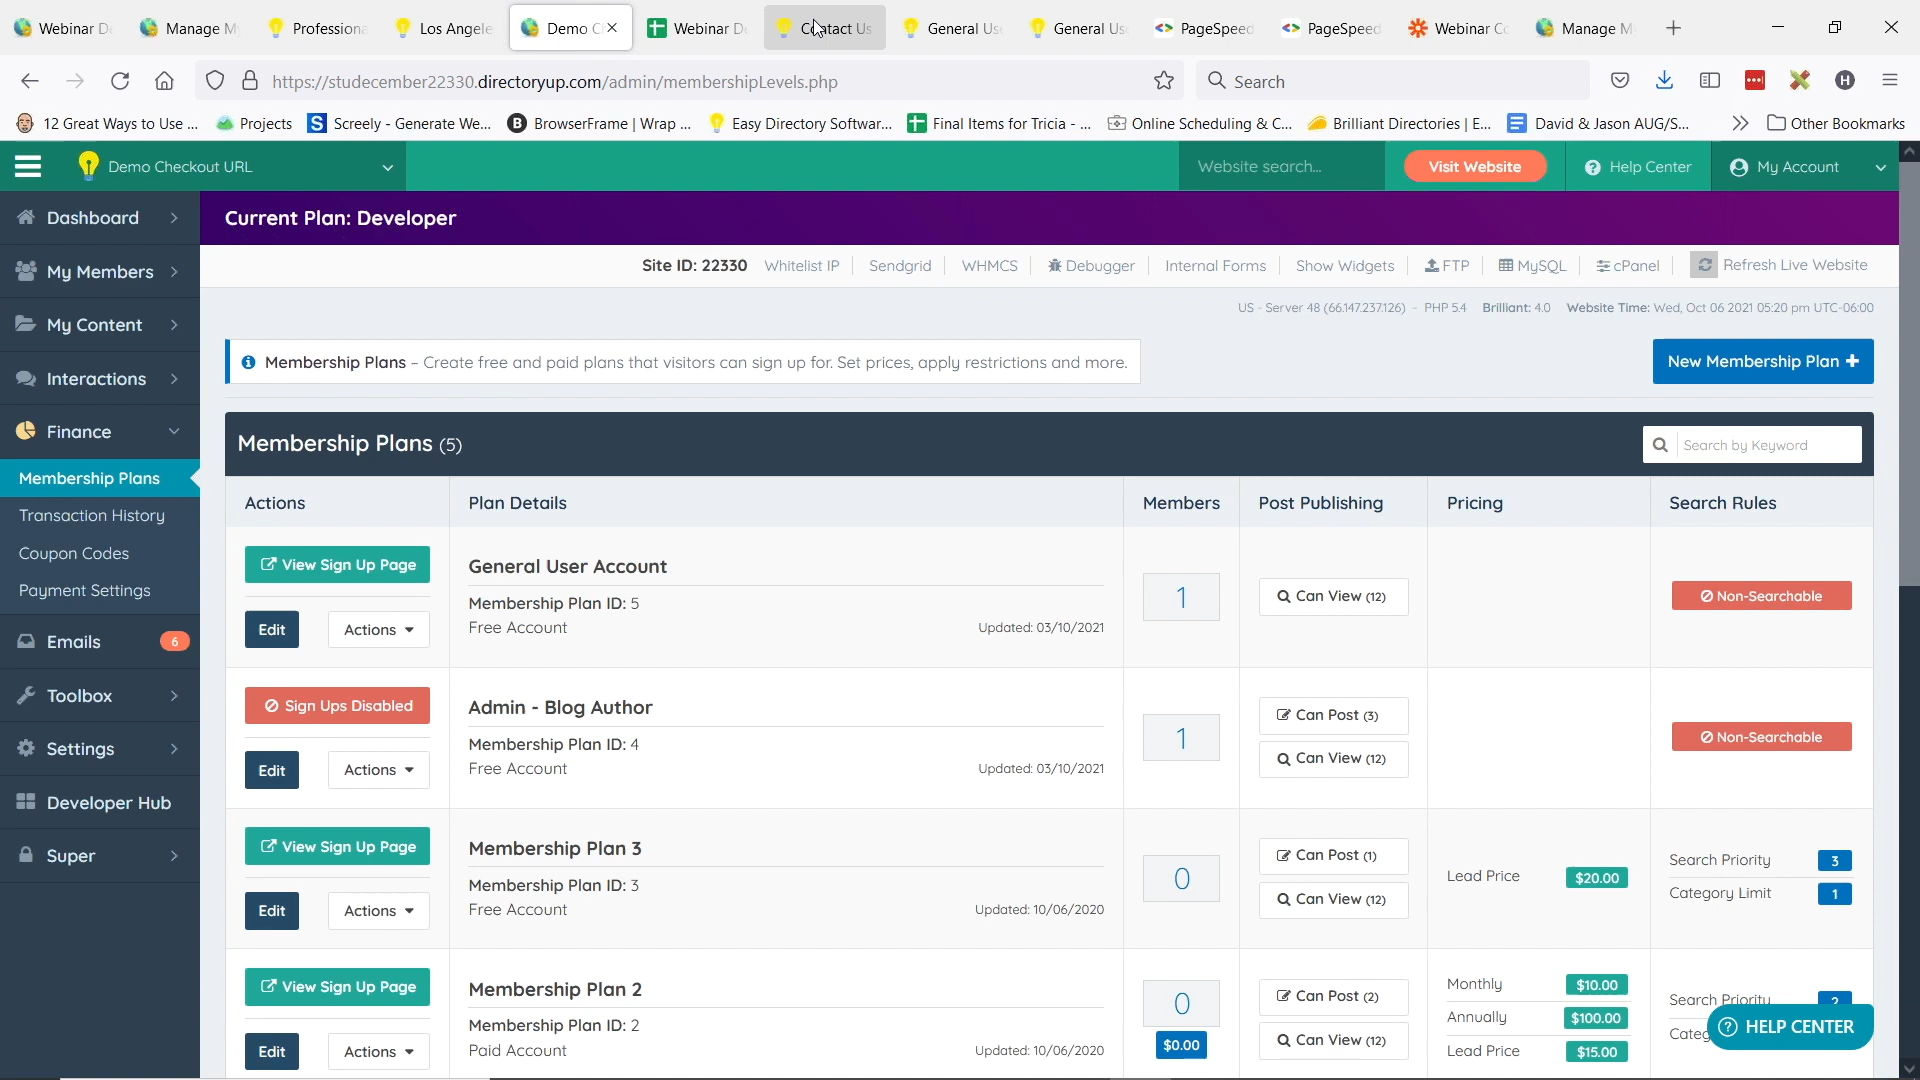 Webinar De
Manage My
Professiona
Los Angele
Demo C
Webinar De
Contact Us
General Use
General Use
PageSpeed
PageSpeed
Webinar Co
Manage M
https://studecember22330.directoryup.com/admin/membershipLevels.php
Search
12 Great Ways to Use ...
Projects
Screely - Generate We...
BrowserFrame | Wrap ...
Easy Directory Softwar...
Final Items for Tricia - ...
Online Scheduling & C...
Brilliant Directories | E...
David & Jason AUG/S...
Other Bookmarks
Demo Checkout URL
Website search...
Visit Website
Help Center
My Account
Dashboard
My Members
My Content
Interactions
Finance
Membership Plans
Transaction History
Coupon Codes
Payment Settings
Emails 6
Toolbox
Settings
Developer Hub
Super
Current Plan: Developer
Site ID: 22330
Whitelist IP
Sendgrid
WHMCS
Debugger
Internal Forms
Show Widgets
FTP
MySQL
cPanel
Refresh Live Website
US - Server 48 (66.147.237.126) - PHP 5.4 Brilliant: 4.0 Website Time: Wed, Oct 06 2021 05:20 pm UTC-06:00
Membership Plans – Create free and paid plans that visitors can sign up for. Set prices, apply restrictions and more.
New Membership Plan +
Membership Plans (5)
Search by Keyword
Actions
Plan Details
Members
Post Publishing
Pricing
Search Rules
View Sign Up Page
Edit
Actions
General User Account
Membership Plan ID: 5
Free Account
Updated: 03/10/2021
1
Can View (12)
Non-Searchable
Sign Ups Disabled
Edit
Actions
Admin - Blog Author
Membership Plan ID: 4
Free Account
Updated: 03/10/2021
1
Can Post (3)
Can View (12)
Non-Searchable
View Sign Up Page
Edit
Actions
Membership Plan 3
Membership Plan ID: 3
Free Account
Updated: 10/06/2020
0
Can Post (1)
Can View (12)
Lead Price $20.00
Search Priority 3
Category Limit 1
View Sign Up Page
Edit
Actions
Membership Plan 2
Membership Plan ID: 2
Paid Account
Updated: 10/06/2020
0
$0.00
Can Post (2)
Can View (12)
Monthly $10.00
Annually $100.00
Lead Price $15.00
Search Priority 2
Categ
HELP CENTER